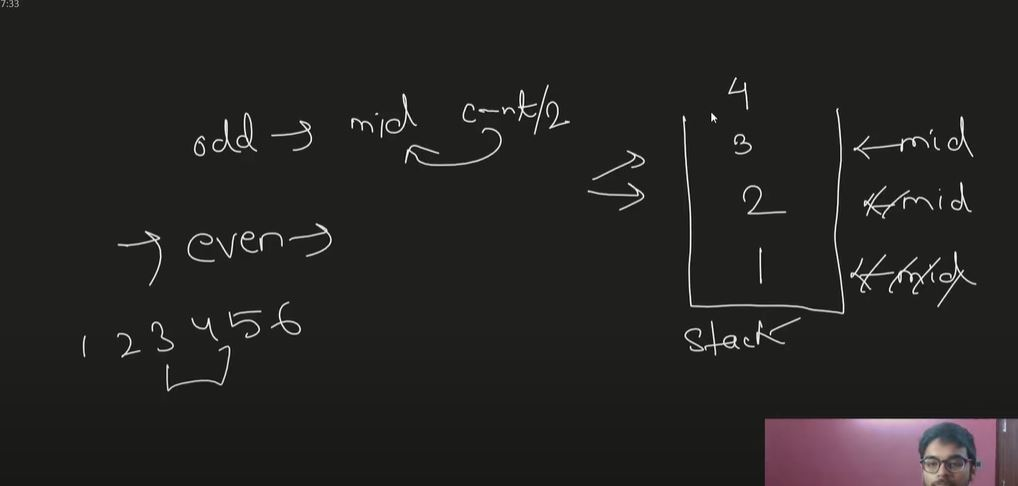 7:33
odd → mid cnt/2
→ even →
1 2 3 4 5 6
4
3 ← mid
2 ← mid
1 ← mid
Stack